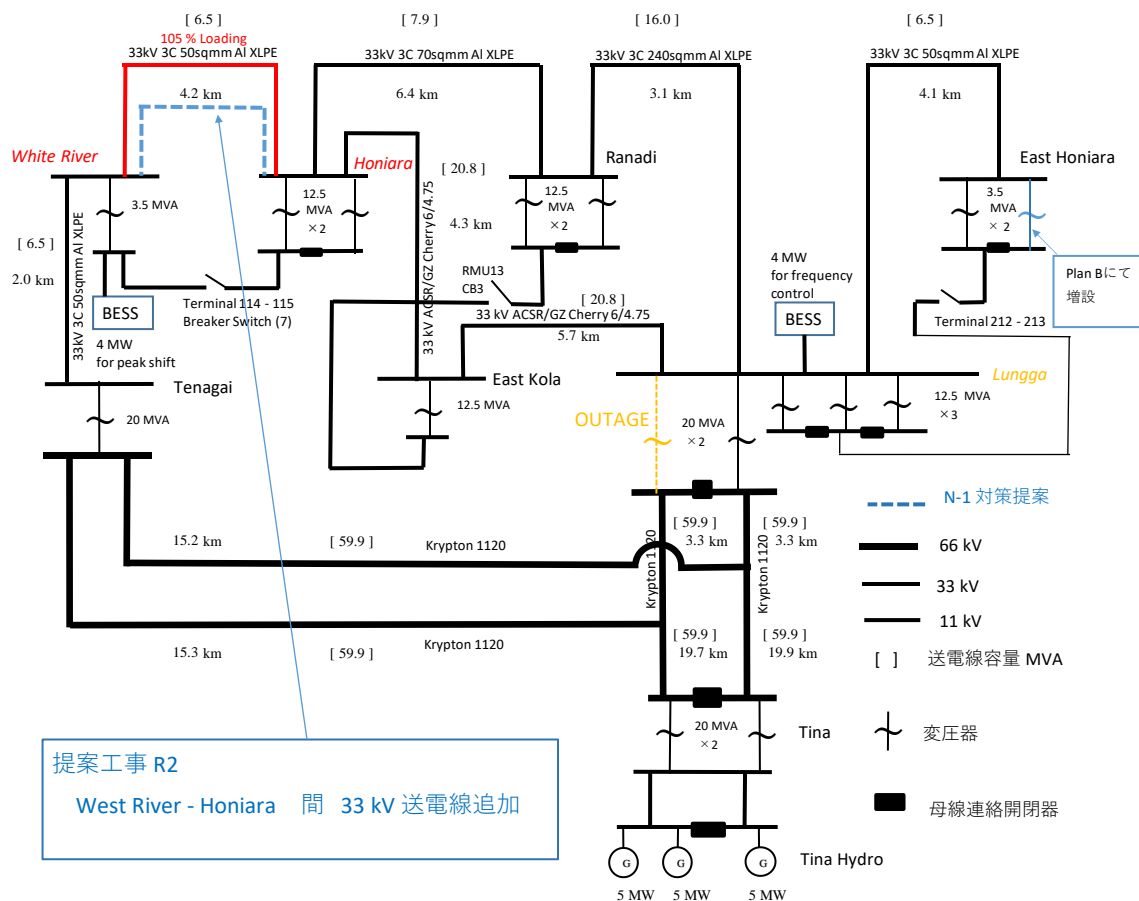 [ 6.5 ]
[ 7.9 ]
[ 16.0 ]
[ 6.5 ]
105 % Loading
33kV 3C 50sqmm Al XLPE
33kV 3C 70sqmm Al XLPE
33kV 3C 240sqmm Al XLPE
33kV 3C 50sqmm Al XLPE
4.2 km
6.4 km
3.1 km
4.1 km
White River
Honiara
Ranadi
East Honiara
[ 20.8 ]
3.5 MVA
12.5
MVA
×2
12.5
MVA
×2
3.5
MVA
×2
4.3 km
[ 6.5 ]
2.0 km
33kV 3C 50sqmm Al XLPE
33 kV ACSR/GZ Cherry 6/4.75
RMU13
CB3
4 MW
for frequency
control
BESS
Plan Bにて
増設
BESS
Terminal 114 - 115
Breaker Switch (7)
[ 20.8 ]
33 kV ACSR/GZ Cherry 6/4.75
5.7 km
Terminal 212 - 213
4 MW
for peak shift
Tenagai
East Kola
Lungga
20 MVA
12.5 MVA
OUTAGE
20 MVA
×2
12.5 MVA
×3
N-1 対策提案
15.2 km
[ 59.9 ]
Krypton 1120
[ 59.9 ]
3.3 km
[ 59.9 ]
3.3 km
Krypton 1120
Krypton 1120
66 kV
33 kV
11 kV
15.3 km
[ 59.9 ]
Krypton 1120
[ 59.9 ]
19.7 km
[ 59.9 ]
19.9 km
[ ] 送電線容量 MVA
20 MVA
×2
Tina
変圧器
提案工事 R2
West River - Honiara 間 33 kV 送電線追加
母線連絡開閉器
Tina Hydro
G
G
G
5 MW
5 MW
5 MW